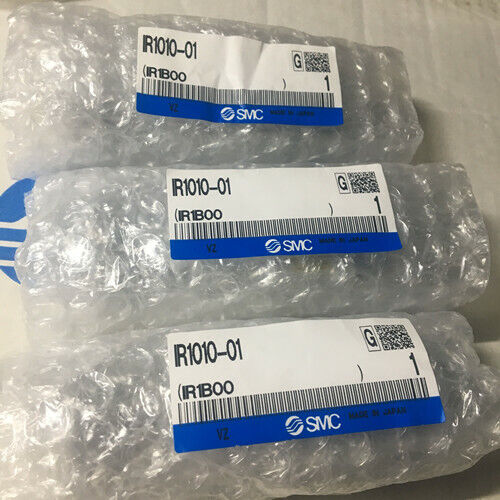 IR1010-01
G
(IR1B00 )
1
VZ SMC MADE IN JAPAN
IR1010-01
G
(IR1B00 )
1
VZ SMC MADE IN JAPAN
IR1010-01
G
(IR1B00 )
1
VZ SMC MADE IN JAPAN